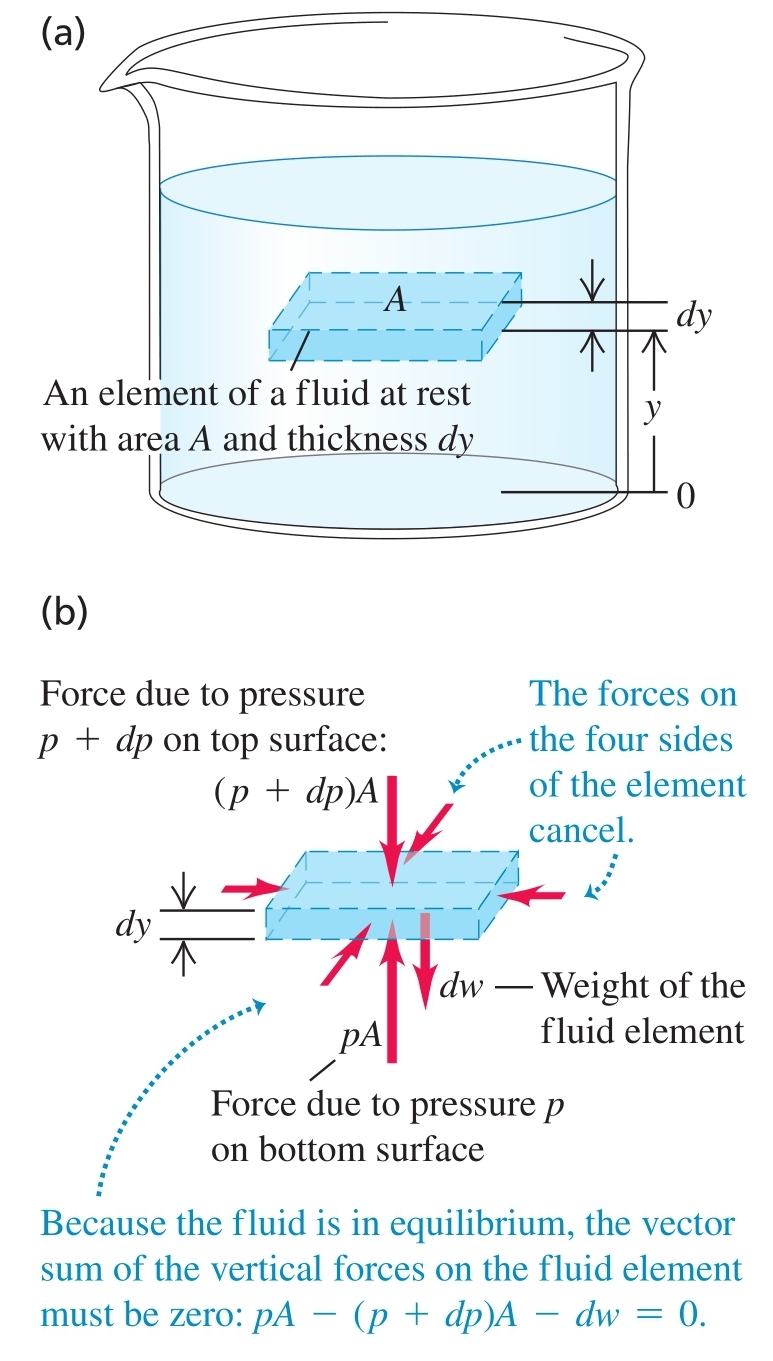 (a)
A
dy
An element of a fluid at rest
with area A and thickness dy
y
0
(b)
Force due to pressure
p + dp on top surface:
(p + dp)A
The forces on
the four sides
of the element
cancel.
dy
dw — Weight of the
fluid element
pA
Force due to pressure p
on bottom surface
Because the fluid is in equilibrium, the vector
sum of the vertical forces on the fluid element
must be zero: pA − (p + dp)A − dw = 0.